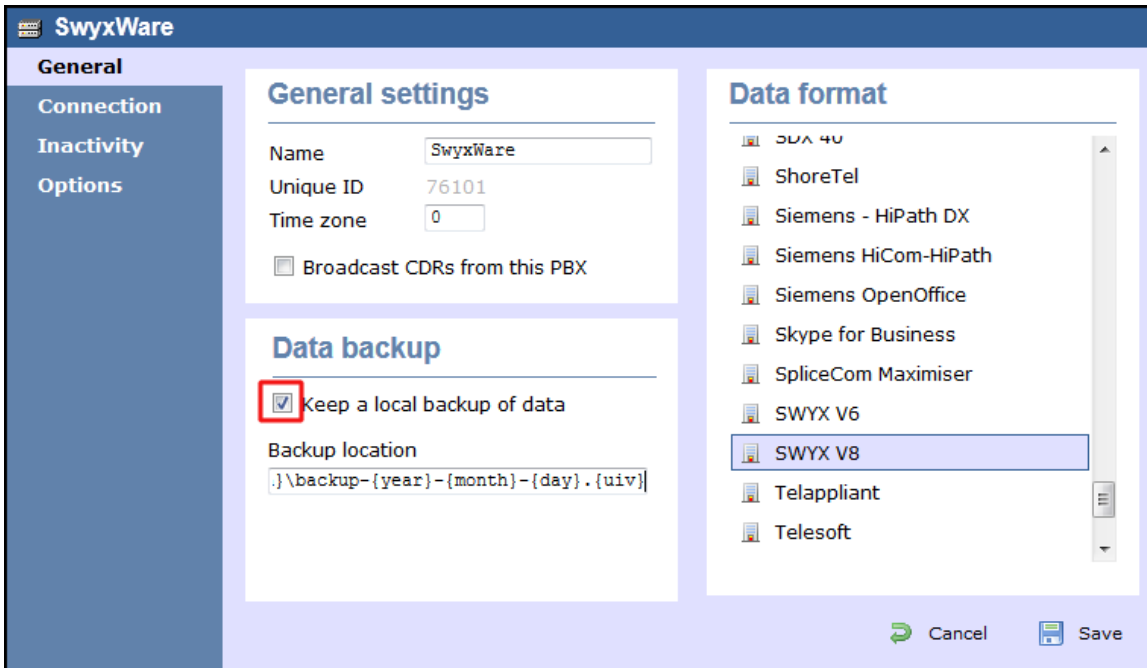 SwyxWare
General
Connection
Inactivity
Options
General settings
Name SwyxWare
Unique ID 76101
Time zone 0
Broadcast CDRs from this PBX
Data backup
Keep a local backup of data
Backup location
.}\backup-{year}-{month}-{day}.{uiv}
Data format
SDX 40
ShoreTel
Siemens - HiPath DX
Siemens HiCom-HiPath
Siemens OpenOffice
Skype for Business
SpliceCom Maximiser
SWYX V6
SWYX V8
Telappliant
Telesoft
Cancel Save